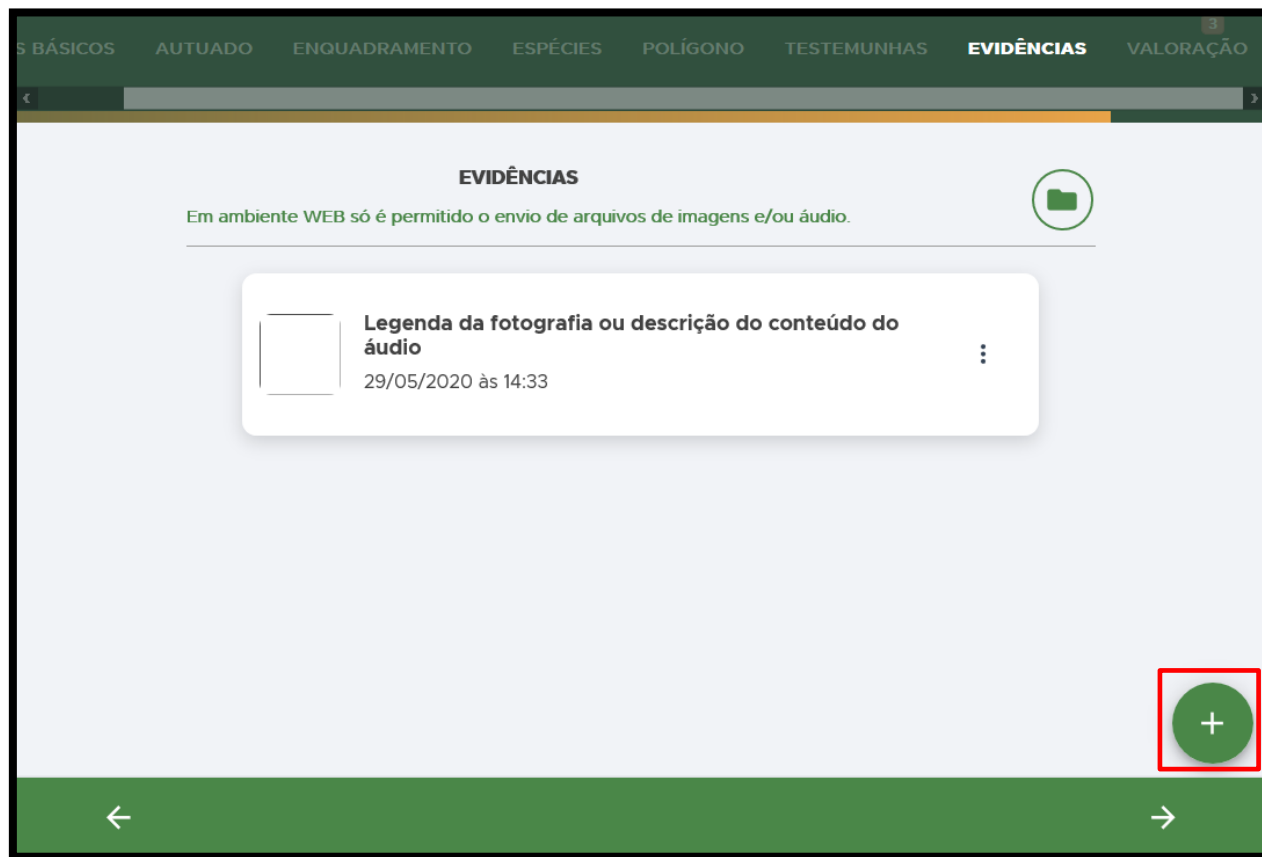 3
S BÁSICOS AUTUADO ENQUADRAMENTO ESPÉCIES POLÍGONO TESTEMUNHAS EVIDÊNCIAS VALORAÇÃO
EVIDÊNCIAS
Em ambiente WEB só é permitido o envio de arquivos de imagens e/ou áudio.
Legenda da fotografia ou descrição do conteúdo do
áudio
29/05/2020 às 14:33